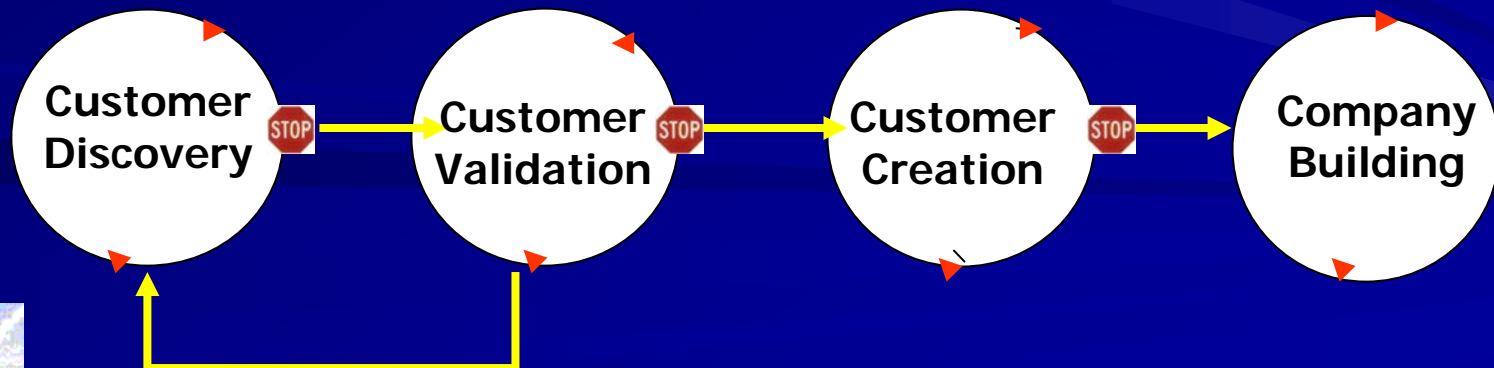 Customer
Discovery
STOP
Customer
Validation
STOP
Customer
Creation
STOP
Company
Building